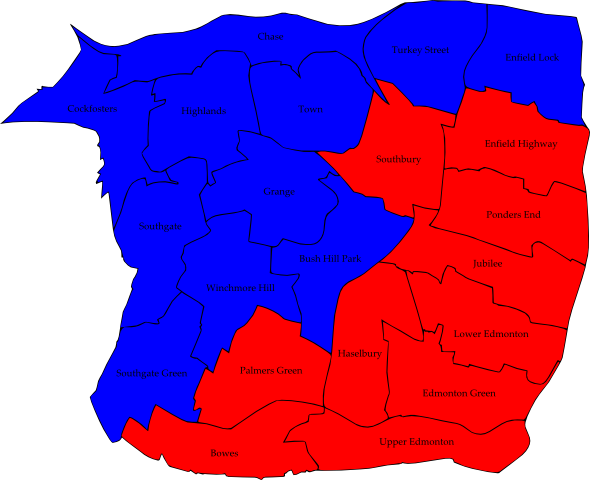 Chase
Turkey Street
Enfield Lock
Cockfosters
Highlands
Town
Enfield Highway
Southbury
Grange
Ponders End
Southgate
Bush Hill Park
Jubilee
Winchmore Hill
Lower Edmonton
Haselbury
Palmers Green
Southgate Green
Edmonton Green
Upper Edmonton
Bowes